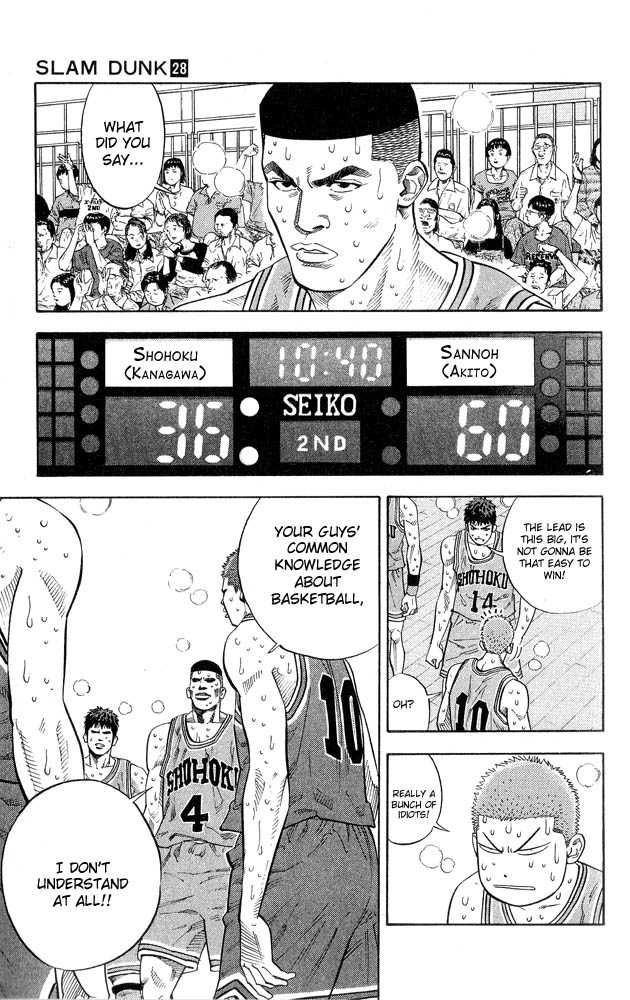 SLAM DUNK 28
WHAT
DID YOU
SAY...
SHOHOKU
(KANAGAWA)
10:40
SANNOH
(AKITO)
36
SEIKO
60
2ND
THE LEAD IS
THIS BIG, IT'S
NOT GONNA BE
THAT EASY TO
WIN!
SHOHOKU
14
10
OH?
REALLY
A BUNCH OF
IDIOTS!
YOUR GUYS'
COMMON
KNOWLEDGE
ABOUT
BASKETBALL,
10
SHOHOKU
4
I DON'T
UNDERSTAND
AT ALL!!